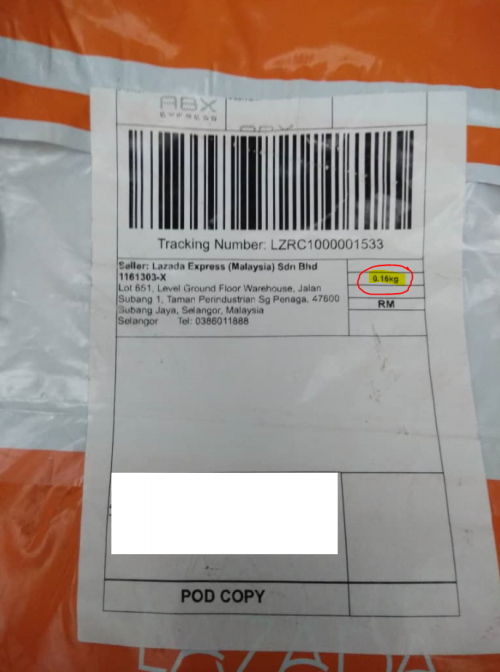 ABX
EXPRESS
Tracking Number: LZRC1000001533
Seller: Lazada Express (Malaysia) Sdn Bhd
1161303-X
Lot 651, Level Ground Floor Warehouse, Jalan
Subang 1, Taman Perindustrian Sg Penaga, 47600
Subang Jaya, Selangor, Malaysia
Selangor Tel: 0386011888
0.16kg
RM
POD COPY
LAZADA